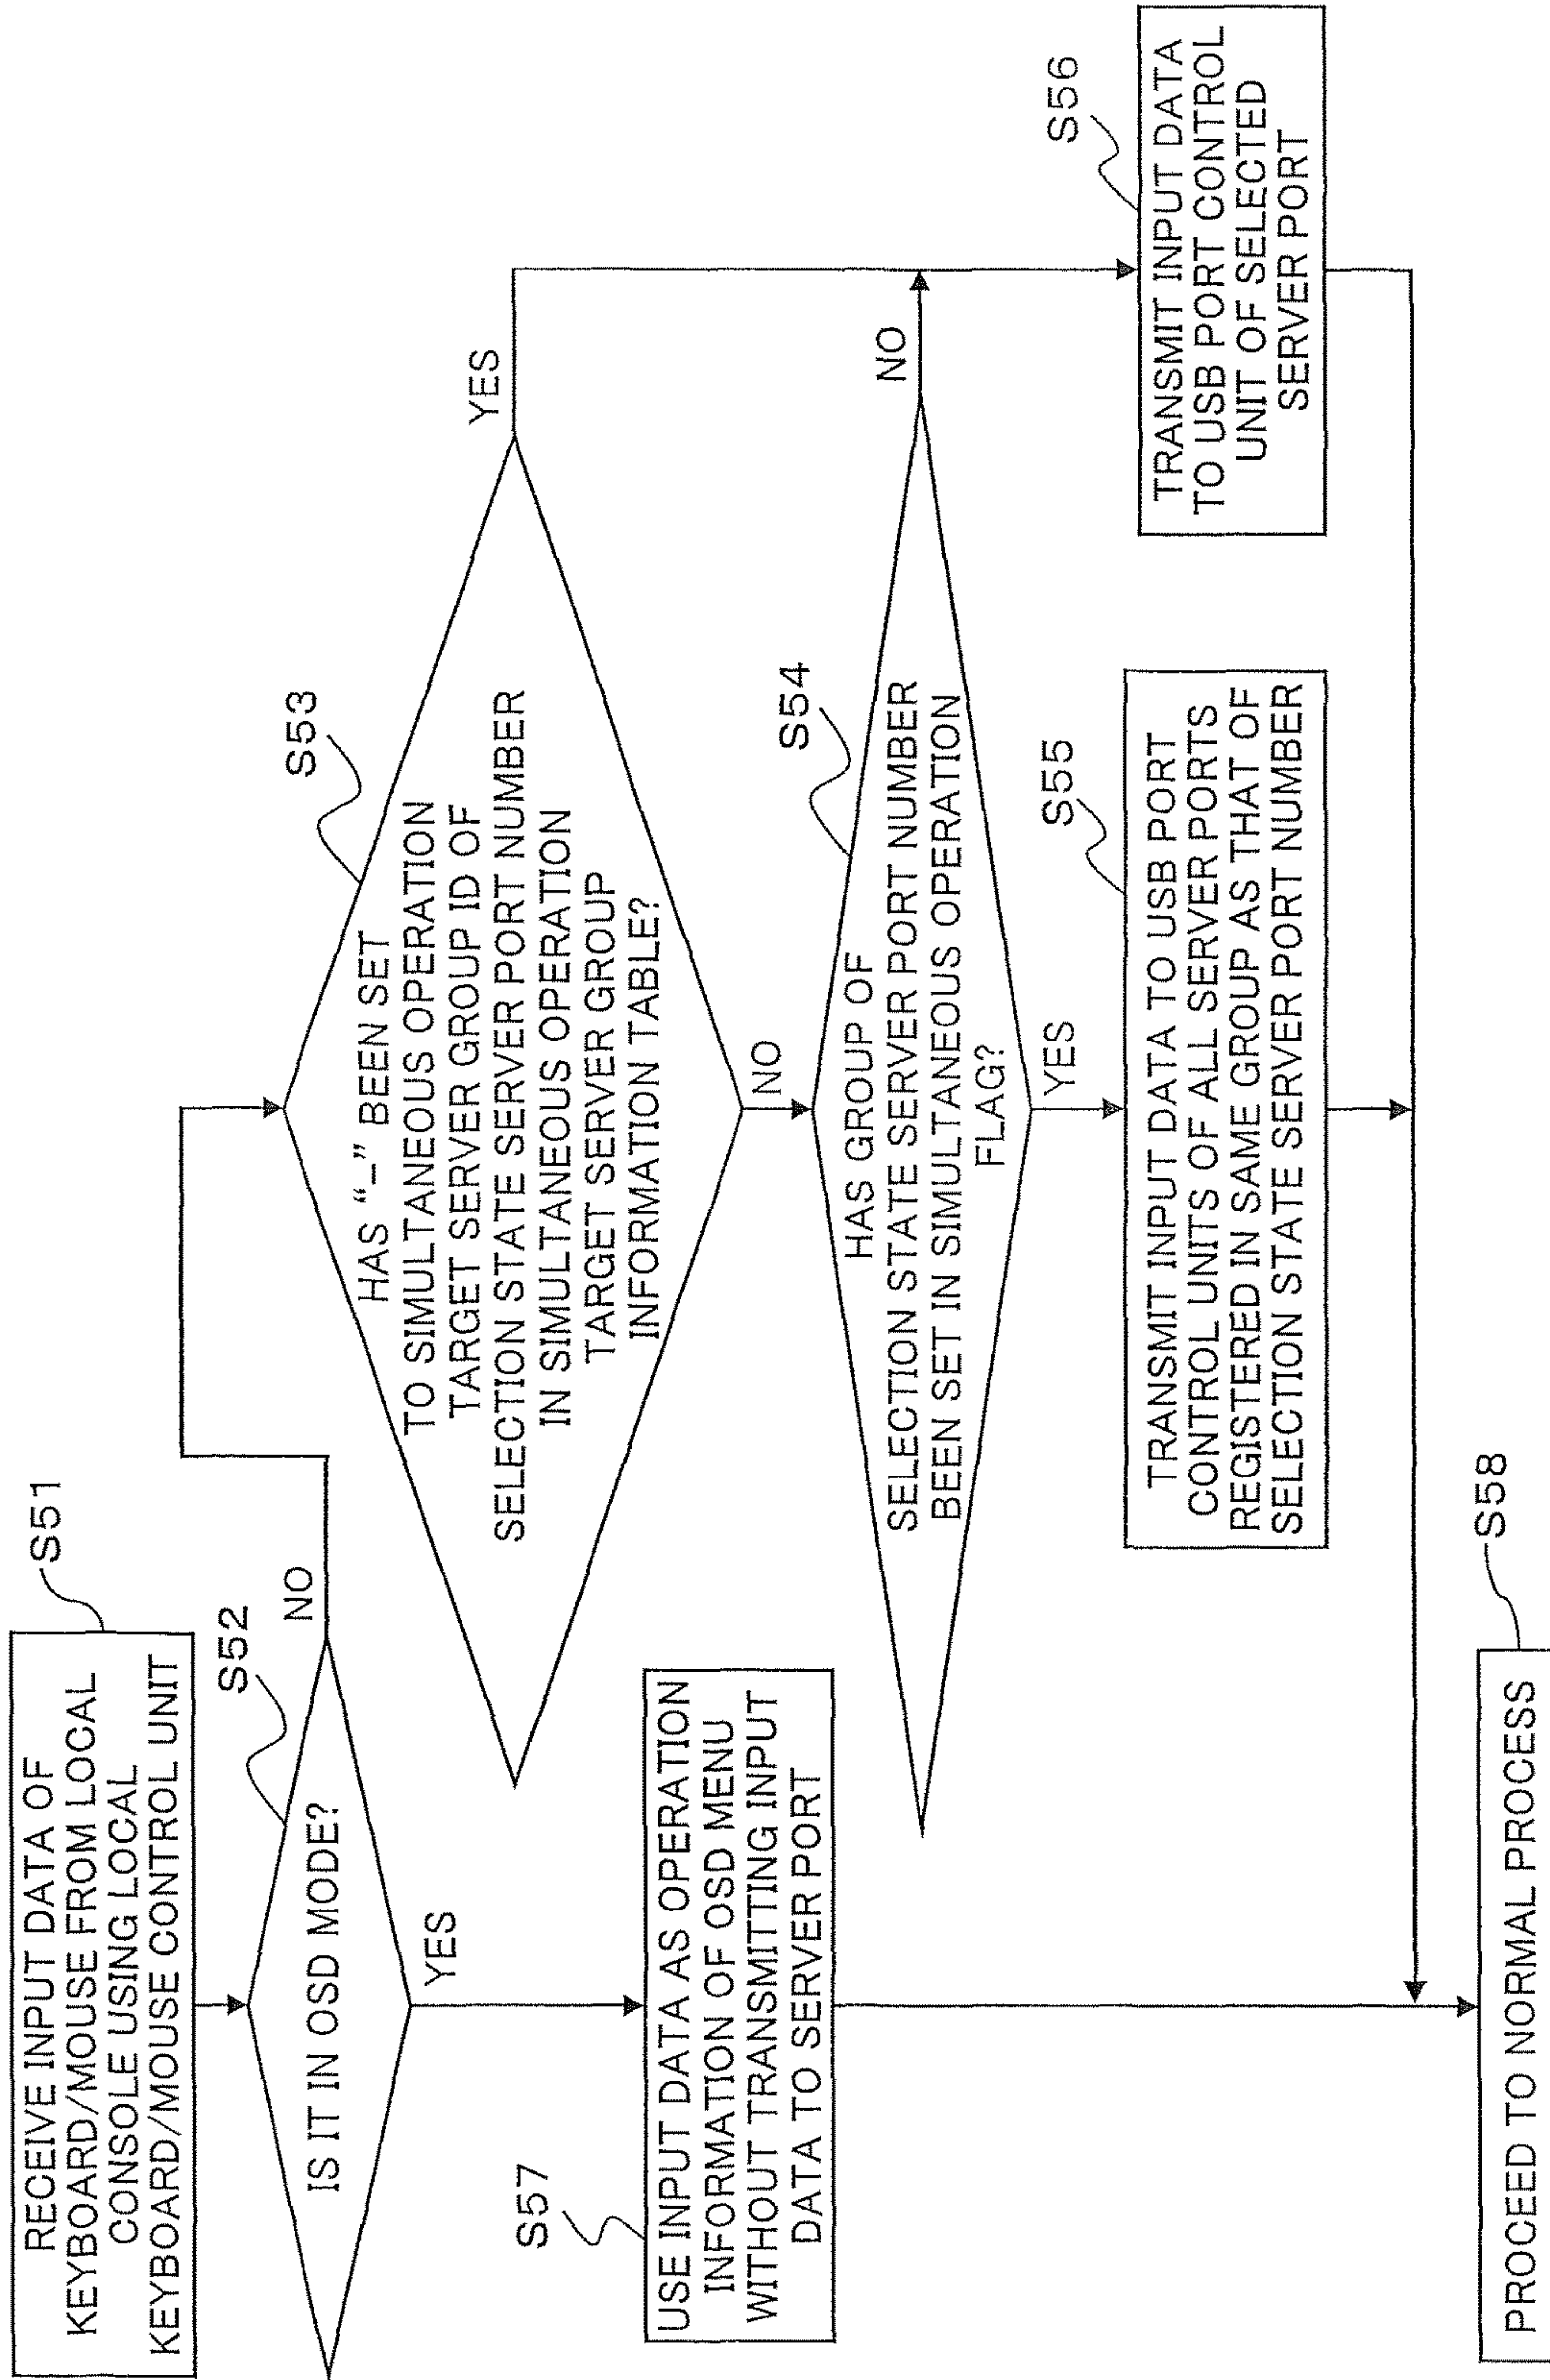 S51
RECEIVE INPUT DATA OF
KEYBOARD/MOUSE FROM LOCAL
CONSOLE USING LOCAL
KEYBOARD/MOUSE CONTROL UNIT
S52
IS IT IN OSD MODE?
NO
YES
S57
USE INPUT DATA AS OPERATION
INFORMATION OF OSD MENU
WITHOUT TRANSMITTING INPUT
DATA TO SERVER PORT
S53
HAS “–” BEEN SET
TO SIMULTANEOUS OPERATION
TARGET SERVER GROUP ID OF
SELECTION STATE SERVER PORT NUMBER
IN SIMULTANEOUS OPERATION
TARGET SERVER GROUP
INFORMATION TABLE?
YES
NO
S54
HAS GROUP OF
SELECTION STATE SERVER PORT NUMBER
BEEN SET IN SIMULTANEOUS OPERATION
FLAG?
NO
YES
S55
TRANSMIT INPUT DATA TO USB PORT
CONTROL UNITS OF ALL SERVER PORTS
REGISTERED IN SAME GROUP AS THAT OF
SELECTION STATE SERVER PORT NUMBER
S56
TRANSMIT INPUT DATA
TO USB PORT CONTROL
UNIT OF SELECTED
SERVER PORT
S58
PROCEED TO NORMAL PROCESS